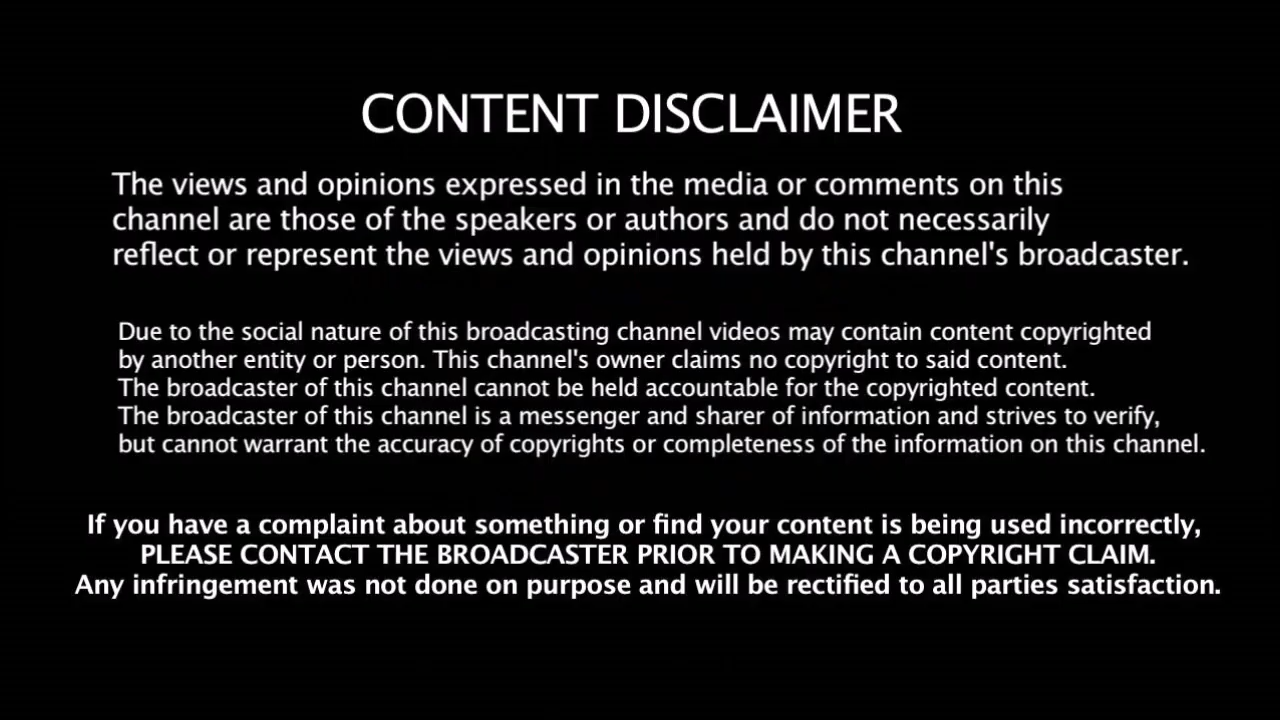 CONTENT DISCLAIMER
The views and opinions expressed in the media or comments on this
channel are those of the speakers or authors and do not necessarily
reflect or represent the views and opinions held by this channel's broadcaster.
Due to the social nature of this broadcasting channel videos may contain content copyrighted
by another entity or person. This channel's owner claims no copyright to said content.
The broadcaster of this channel cannot be held accountable for the copyrighted content.
The broadcaster of this channel is a messenger and sharer of information and strives to verify,
but cannot warrant the accuracy of copyrights or completeness of the information on this channel.
If you have a complaint about something or find your content is being used incorrectly,
PLEASE CONTACT THE BROADCASTER PRIOR TO MAKING A COPYRIGHT CLAIM.
Any infringement was not done on purpose and will be rectified to all parties satisfaction.